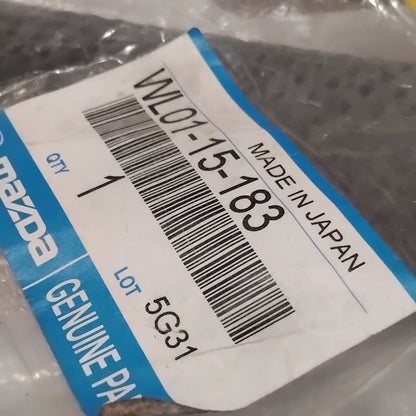 WL01-15-183
MADE IN JAPAN
QTY
1
LOT 5G31
mazda
GENUINE PA